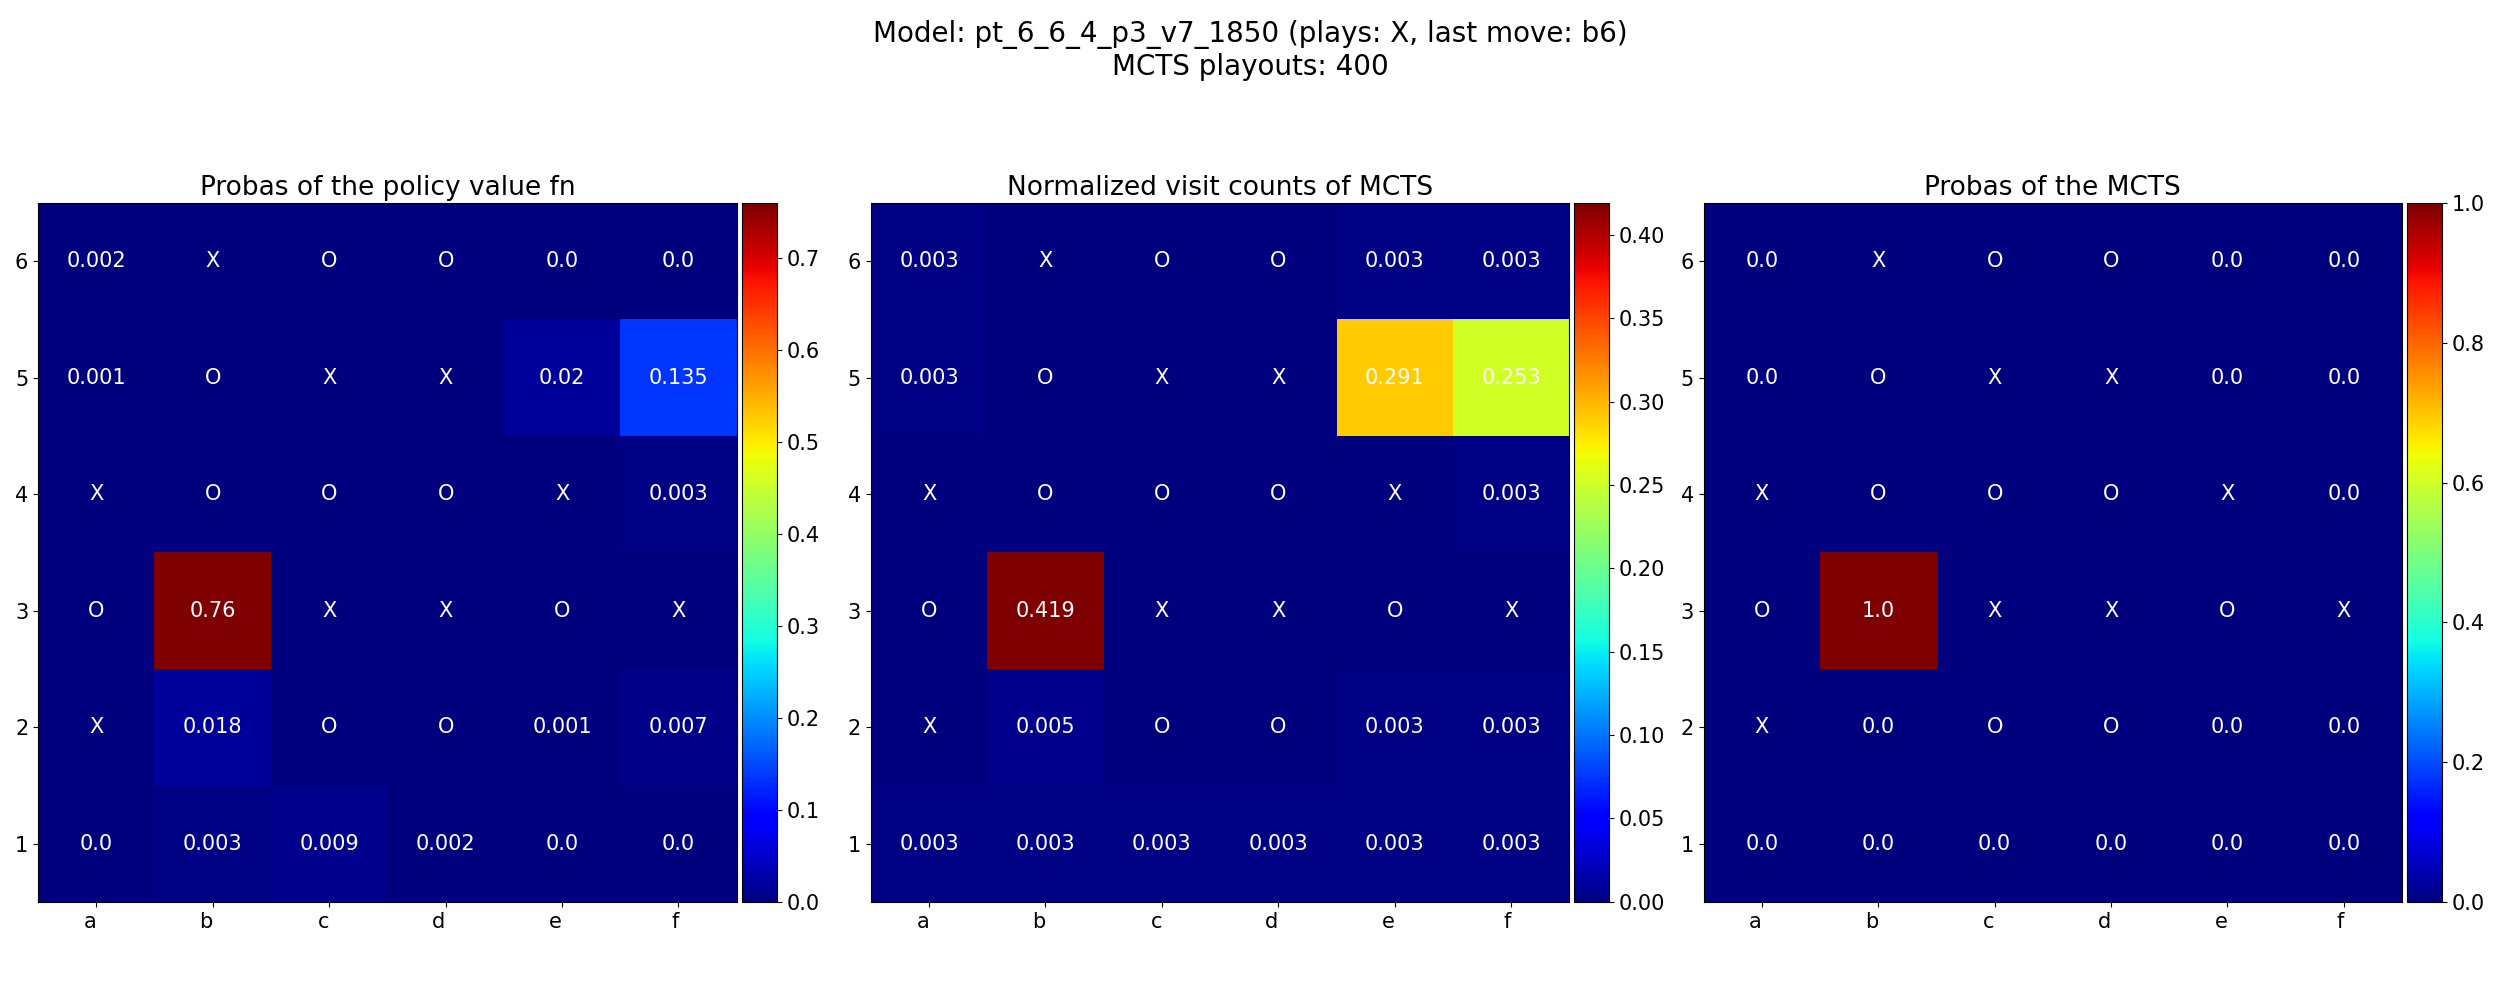 Model: pt_6_6_4_p3_v7_1850 (plays: X, last move: b6)
MCTS playouts: 400
Probas of the policy value fn
6 0.002 X O O 0.0 0.0
5 0.001 O X X 0.02 0.135
4 X O O O X 0.003
3 O 0.76 X X O X
2 X 0.018 O O 0.001 0.007
1 0.0 0.003 0.009 0.002 0.0 0.0
a b c d e f
0.7
0.6
0.5
0.4
0.3
0.2
0.1
0.0
Normalized visit counts of MCTS
6 0.003 X O O 0.003 0.003
5 0.003 O X X 0.291 0.253
4 X O O O X 0.003
3 O 0.419 X X O X
2 X 0.005 O O 0.003 0.003
1 0.003 0.003 0.003 0.003 0.003 0.003
a b c d e f
0.40
0.35
0.30
0.25
0.20
0.15
0.10
0.05
0.00
Probas of the MCTS
6 0.0 X O O 0.0 0.0
5 0.0 O X X 0.0 0.0
4 X O O O X 0.0
3 O 1.0 X X O X
2 X 0.0 O O 0.0 0.0
1 0.0 0.0 0.0 0.0 0.0 0.0
a b c d e f
1.0
0.8
0.6
0.4
0.2
0.0